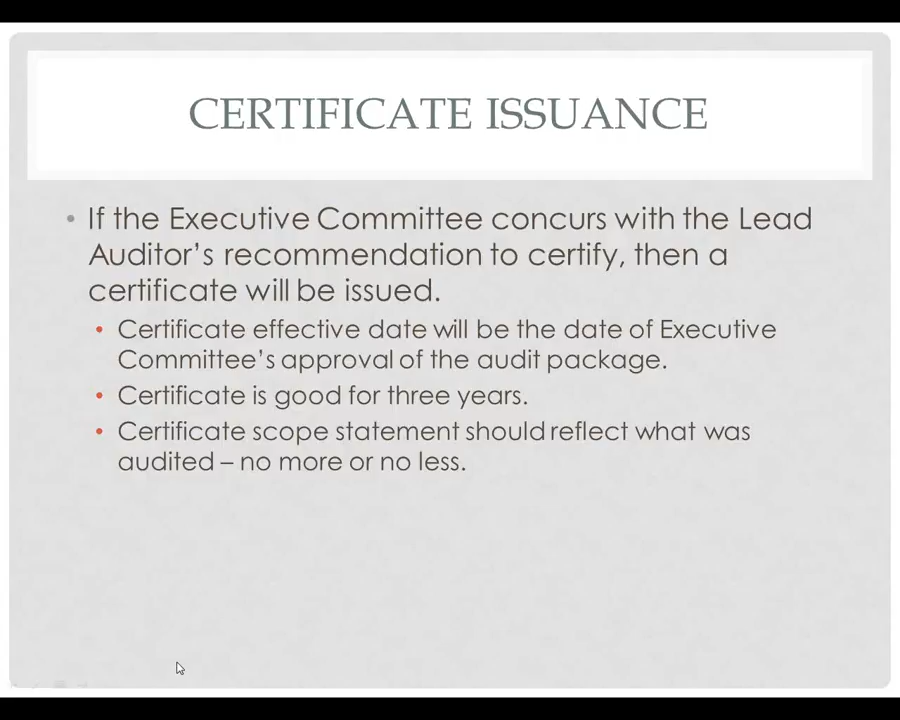 CERTIFICATE ISSUANCE
• If the Executive Committee concurs with the Lead
Auditor’s recommendation to certify, then a
certificate will be issued.
• Certificate effective date will be the date of Executive
Committee’s approval of the audit package.
• Certificate is good for three years.
• Certificate scope statement should reflect what was
audited – no more or no less.